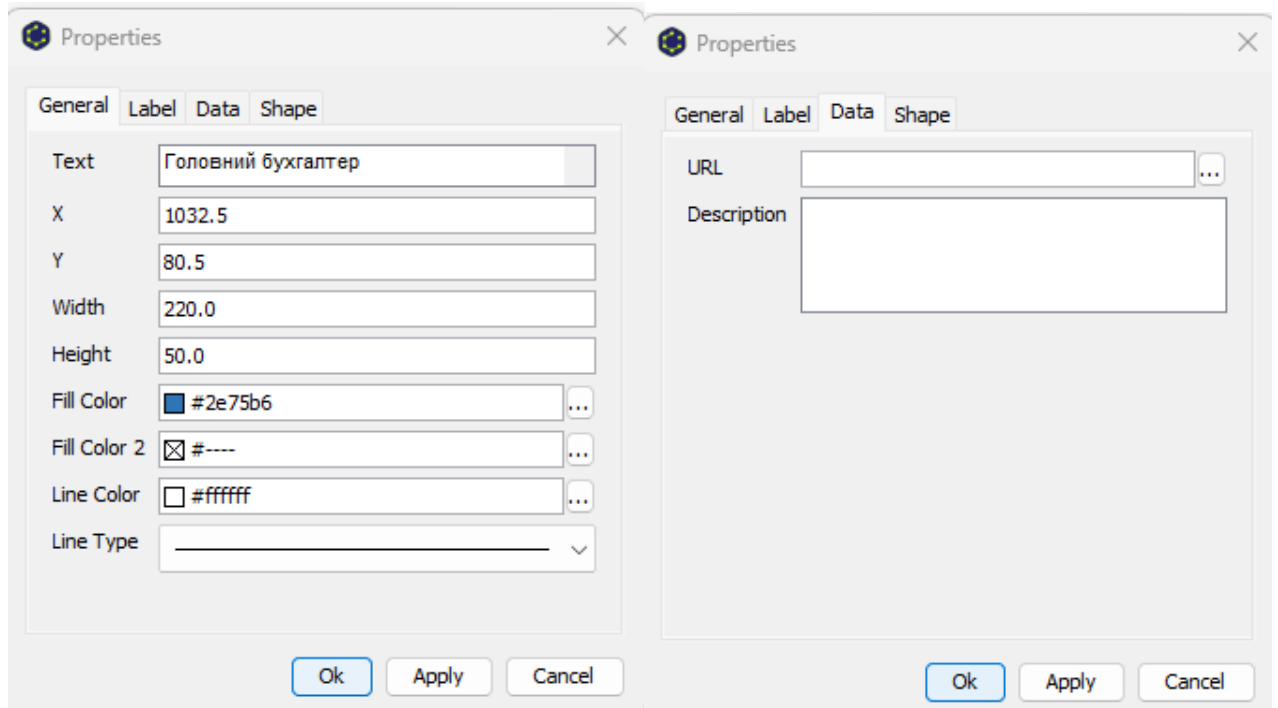 Properties
General Label Data Shape
Text Головний бухгалтер
X 1032.5
Y 80.5
Width 220.0
Height 50.0
Fill Color #2e75b6 ...
Fill Color 2 #---- ...
Line Color #ffffff ...
Line Type
Ok Apply Cancel
Properties
General Label Data Shape
URL ...
Description
Ok Apply Cancel